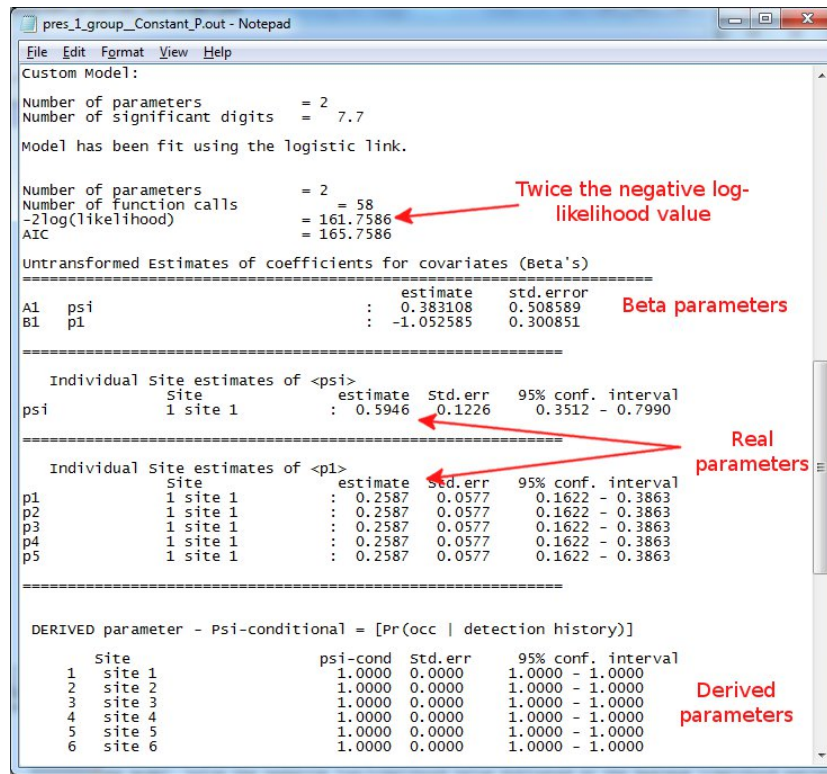 pres_1_group__Constant_P.out - Notepad
File Edit Format View Help
Custom Model:
Number of parameters = 2
Number of significant digits = 7.7
Model has been fit using the logistic link.
Number of parameters = 2
Number of function calls = 58
-2log(likelihood) = 161.7586
AIC = 165.7586
Twice the negative log-
likelihood value
Untransformed Estimates of coefficients for covariates (Beta's)
======================================================================
estimate std.error
A1 psi : 0.383108 0.508589
B1 p1 : -1.052585 0.300851
Beta parameters
============================================================
Individual Site estimates of <psi>
Site estimate Std.err 95% conf. interval
psi 1 site 1 : 0.5946 0.1226 0.3512 - 0.7990
============================================================
Real
parameters
Individual Site estimates of <p1>
Site estimate Std.err 95% conf. interval
p1 1 site 1 : 0.2587 0.0577 0.1622 - 0.3863
p2 1 site 1 : 0.2587 0.0577 0.1622 - 0.3863
p3 1 site 1 : 0.2587 0.0577 0.1622 - 0.3863
p4 1 site 1 : 0.2587 0.0577 0.1622 - 0.3863
p5 1 site 1 : 0.2587 0.0577 0.1622 - 0.3863
============================================================
DERIVED parameter - Psi-conditional = [Pr(occ | detection history)]
Site psi-cond Std.err 95% conf. interval
1 site 1 1.0000 0.0000 1.0000 - 1.0000
2 site 2 1.0000 0.0000 1.0000 - 1.0000
3 site 3 1.0000 0.0000 1.0000 - 1.0000
4 site 4 1.0000 0.0000 1.0000 - 1.0000
5 site 5 1.0000 0.0000 1.0000 - 1.0000
6 site 6 1.0000 0.0000 1.0000 - 1.0000
Derived
parameters